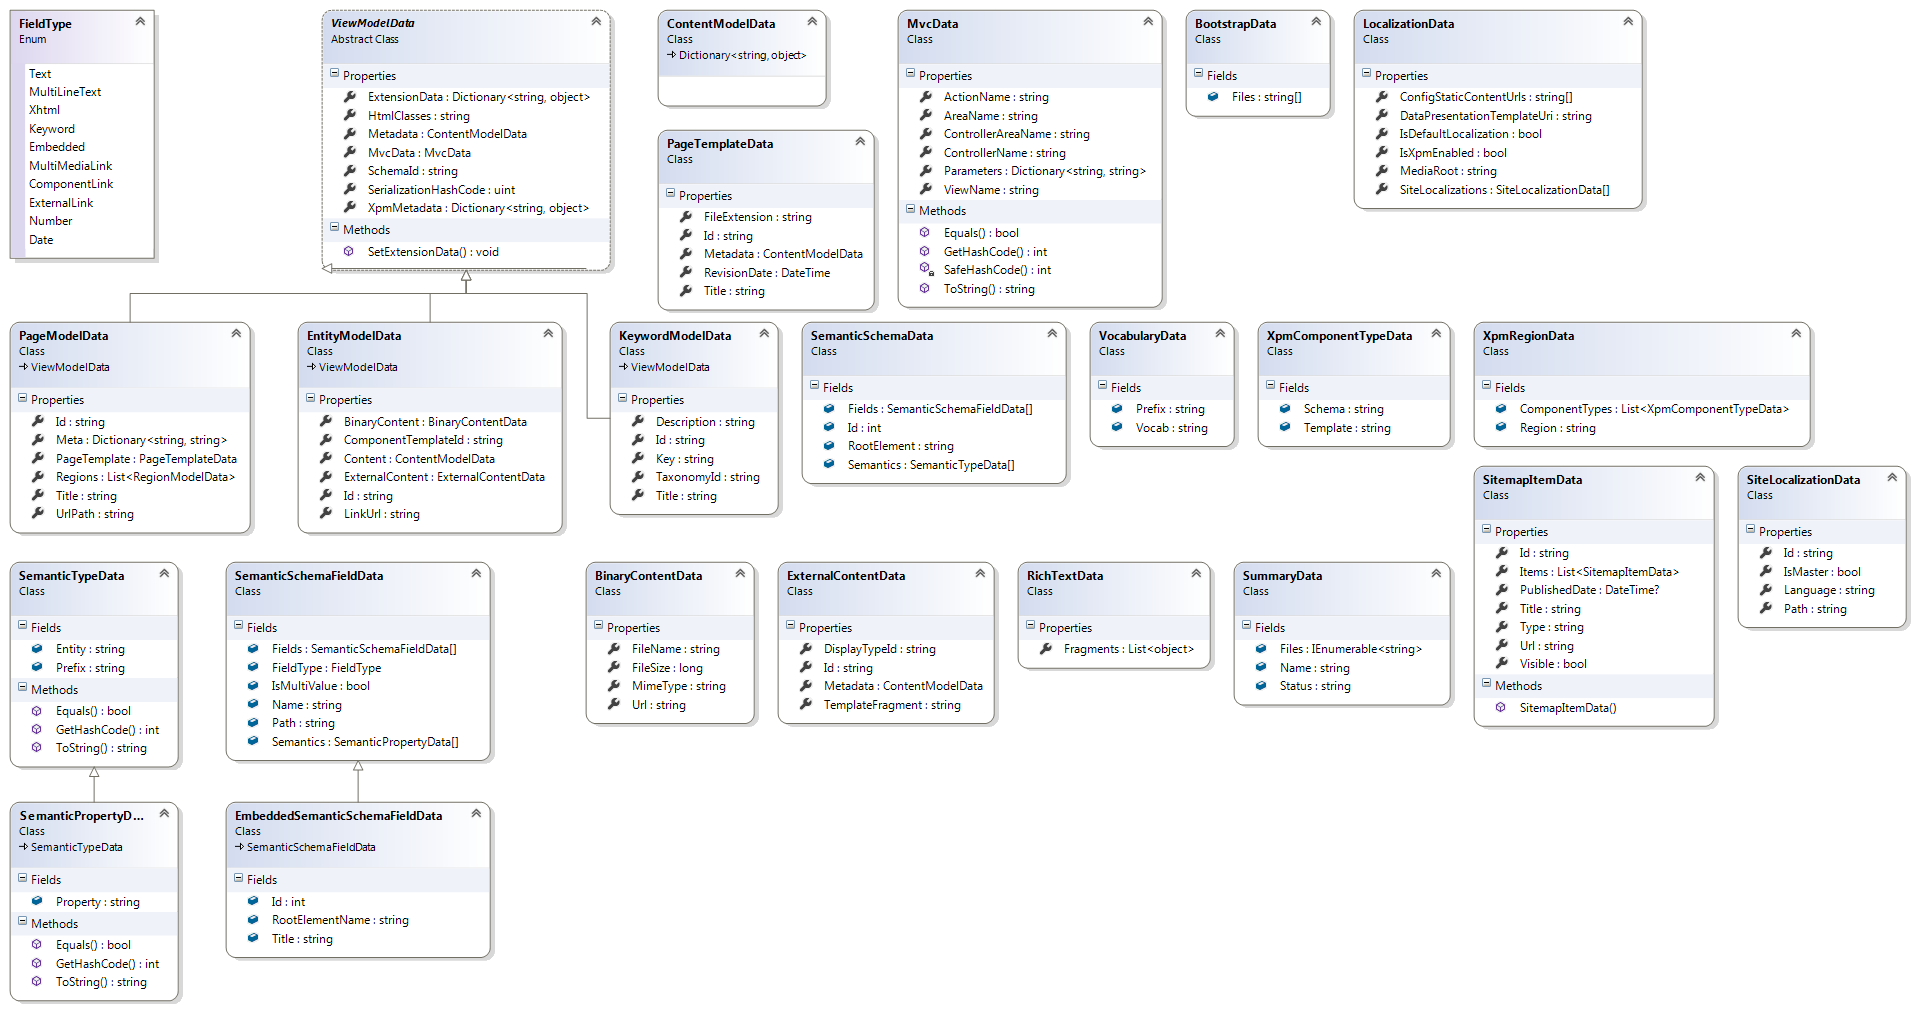 FieldType
Enum
Text
MultiLineText
Xhtml
Keyword
Embedded
MultiMediaLink
ComponentLink
ExternalLink
Number
Date
ViewModelData
Abstract Class
Properties
ExtensionData : Dictionary<string, object>
HtmlClasses : string
Metadata : ContentModelData
MvcData : MvcData
SchemaId : string
SerializationHashCode : uint
XpmMetadata : Dictionary<string, object>
Methods
SetExtensionData() : void
ContentModelData
Class
Dictionary<string, object>
PageTemplateData
Class
Properties
FileExtension : string
Id : string
Metadata : ContentModelData
RevisionDate : DateTime
Title : string
MvcData
Class
Properties
ActionName : string
AreaName : string
ControllerAreaName : string
ControllerName : string
Parameters : Dictionary<string, string>
ViewName : string
Methods
Equals() : bool
GetHashCode() : int
SafeHashCode() : int
ToString() : string
BootstrapData
Class
Fields
Files : string[]
LocalizationData
Class
Properties
ConfigStaticContentUrls : string[]
DataPresentationTemplateUri : string
IsDefaultLocalization : bool
IsXpmEnabled : bool
MediaRoot : string
SiteLocalizations : SiteLocalizationData[]
PageModelData
Class
ViewModelData
Properties
Id : string
Meta : Dictionary<string, string>
PageTemplate : PageTemplateData
Regions : List<RegionModelData>
Title : string
UrlPath : string
EntityModelData
Class
ViewModelData
Properties
BinaryContent : BinaryContentData
ComponentTemplateId : string
Content : ContentModelData
ExternalContent : ExternalContentData
Id : string
LinkUrl : string
KeywordModelData
Class
ViewModelData
Properties
Description : string
Id : string
Key : string
TaxonomyId : string
Title : string
SemanticSchemaData
Class
Fields
Fields : SemanticSchemaFieldData[]
Id : int
RootElement : string
Semantics : SemanticTypeData[]
VocabularyData
Class
Fields
Prefix : string
Vocab : string
XpmComponentTypeData
Class
Fields
Schema : string
Template : string
XpmRegionData
Class
Fields
ComponentTypes : List<XpmComponentTypeData>
Region : string
SitemapItemData
Class
Properties
Id : string
Items : List<SitemapItemData>
PublishedDate : DateTime?
Title : string
Type : string
Url : string
Visible : bool
Methods
SitemapItemData()
SiteLocalizationData
Class
Properties
Id : string
IsMaster : bool
Language : string
Path : string
SemanticTypeData
Class
Fields
Entity : string
Prefix : string
Methods
Equals() : bool
GetHashCode() : int
ToString() : string
SemanticSchemaFieldData
Class
Fields
Fields : SemanticSchemaFieldData[]
FieldType : FieldType
IsMultiValue : bool
Name : string
Path : string
Semantics : SemanticPropertyData[]
BinaryContentData
Class
Properties
FileName : string
FileSize : long
MimeType : string
Url : string
ExternalContentData
Class
Properties
DisplayTypeId : string
Id : string
Metadata : ContentModelData
TemplateFragment : string
RichTextData
Class
Properties
Fragments : List<object>
SummaryData
Class
Fields
Files : IEnumerable<string>
Name : string
Status : string
SemanticPropertyD...
Class
SemanticTypeData
Fields
Property : string
Methods
Equals() : bool
GetHashCode() : int
ToString() : string
EmbeddedSemanticSchemaFieldData
Class
SemanticSchemaFieldData
Fields
Id : int
RootElementName : string
Title : string